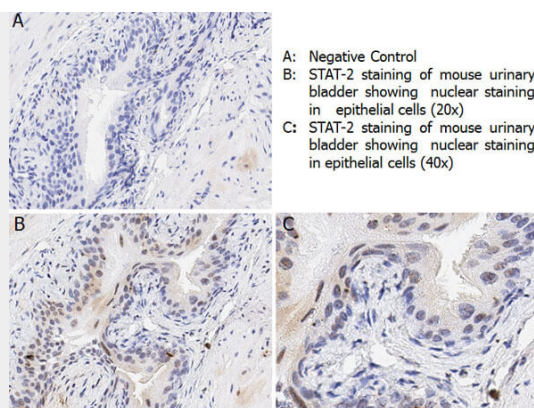 A
A: Negative Control
B: STAT-2 staining of mouse urinary
bladder showing nuclear staining
in epithelial cells (20x)
C: STAT-2 staining of mouse urinary
bladder showing nuclear staining
in epithelial cells (40x)
B
C